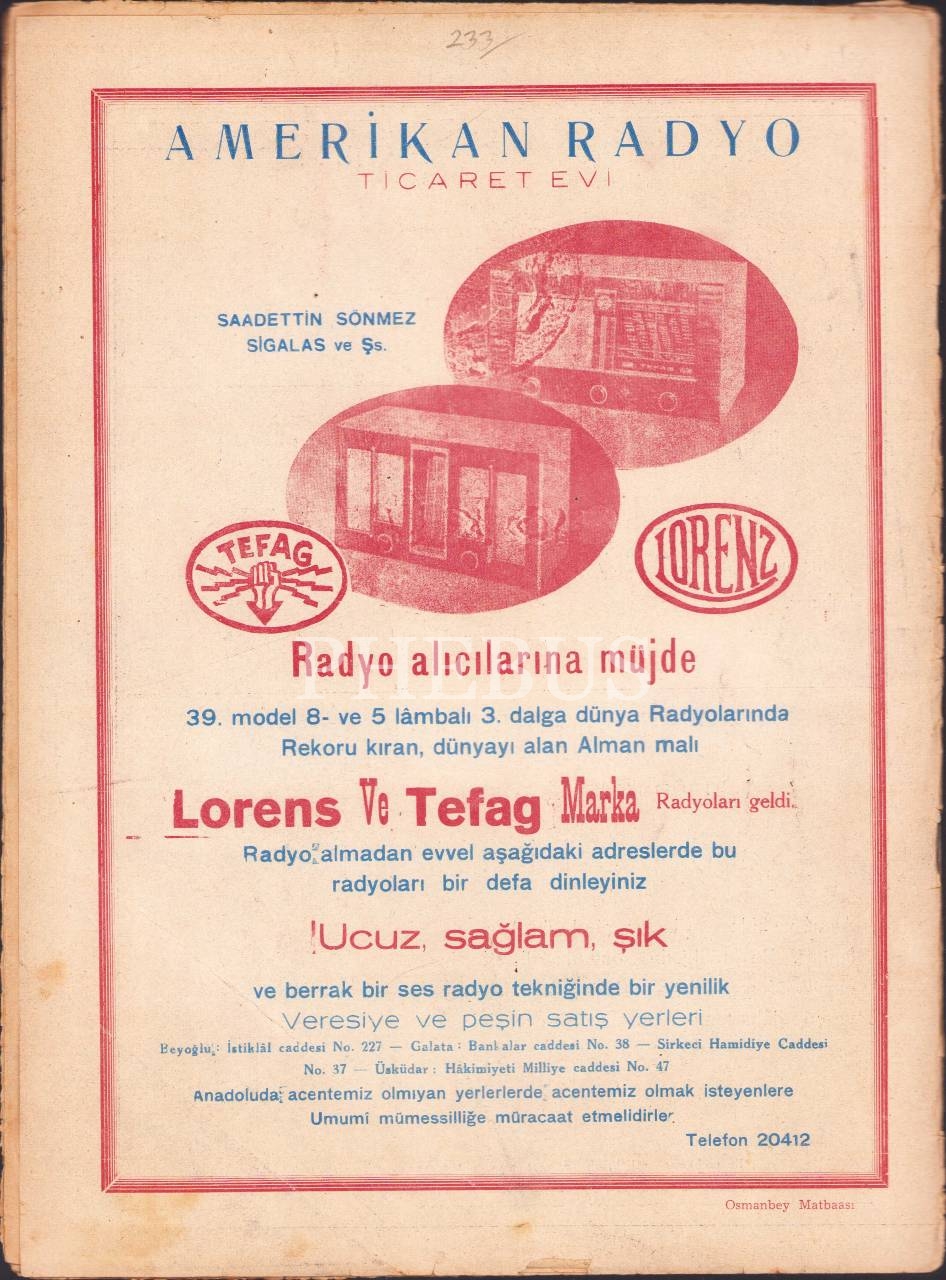 233
AMERİKAN RADYO
TİCARET EVİ
SAADETTİN SÖNMEZ
SİGALAS ve Şs.
TEFAG
TEFAG
LORENZ
PHEBUS
Radyo alıcılarına müjde
39. model 8- ve 5 lâmbalı 3. dalga dünya Radyolarında
Rekoru kıran, dünyayı alan Alman malı
Lorens Ve Tefag Marka Radyoları geldi.
Radyo almadan evvel aşağıdaki adreslerde bu
radyoları bir defa dinleyiniz
Ucuz, sağlam, şık
ve berrak bir ses radyo tekniğinde bir yenilik
Veresiye ve peşin satış yerleri
Beyoğlu: İstiklâl caddesi No. 227 — Galata: Bankalar caddesi No. 38 — Sirkeci Hamidiye Caddesi
No. 37 — Üsküdar: Hâkimiyeti Milliye caddesi No. 47
Anadoluda acentemiz olmıyan yerlerlerde acentemiz olmak isteyenlere
Umumî mümessilliğe müracaat etmelidirler.
Telefon 20412
Osmanbey Matbaası